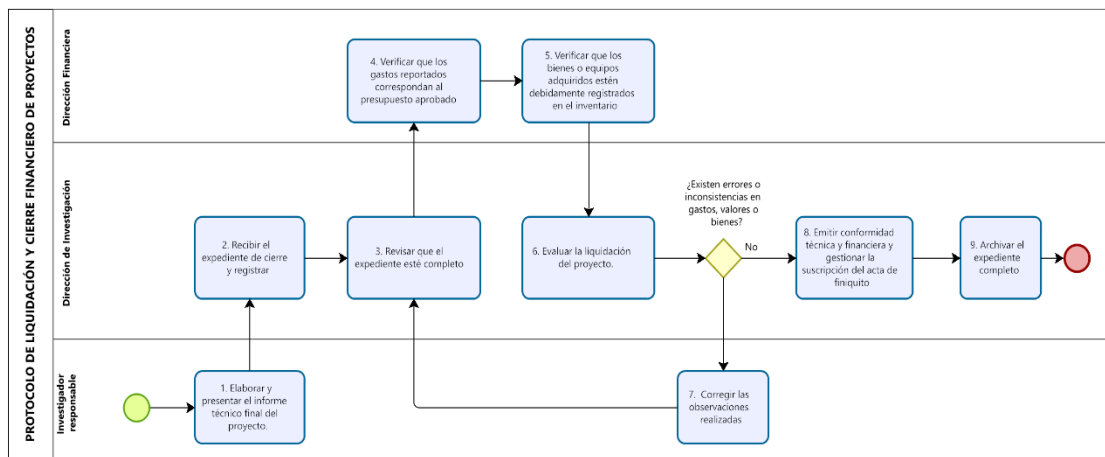 PROTOCOLO DE LIQUIDACIÓN Y CIERRE FINANCIERO DE PROYECTOS
Dirección Financiera
4. Verificar que los
gastos reportados
correspondan al
presupuesto aprobado
5. Verificar que los
bienes o equipos
adquiridos estén
debidamente registrados
en el inventario
Dirección de Investigación
2. Recibir el
expediente de cierre
y registrar
3. Revisar que el
expediente esté completo
6. Evaluar la liquidación
del proyecto.
¿Existen errores o
inconsistencias en
gastos, valores o
bienes?
No
8. Emitir conformidad
técnica y financiera y
gestionar la
suscripción del acta de
finiquito
9. Archivar el
expediente
completo
Investigador
responsable
1. Elaborar y
presentar el informe
técnico final del
proyecto.
7. Corregir las
observaciones
realizadas